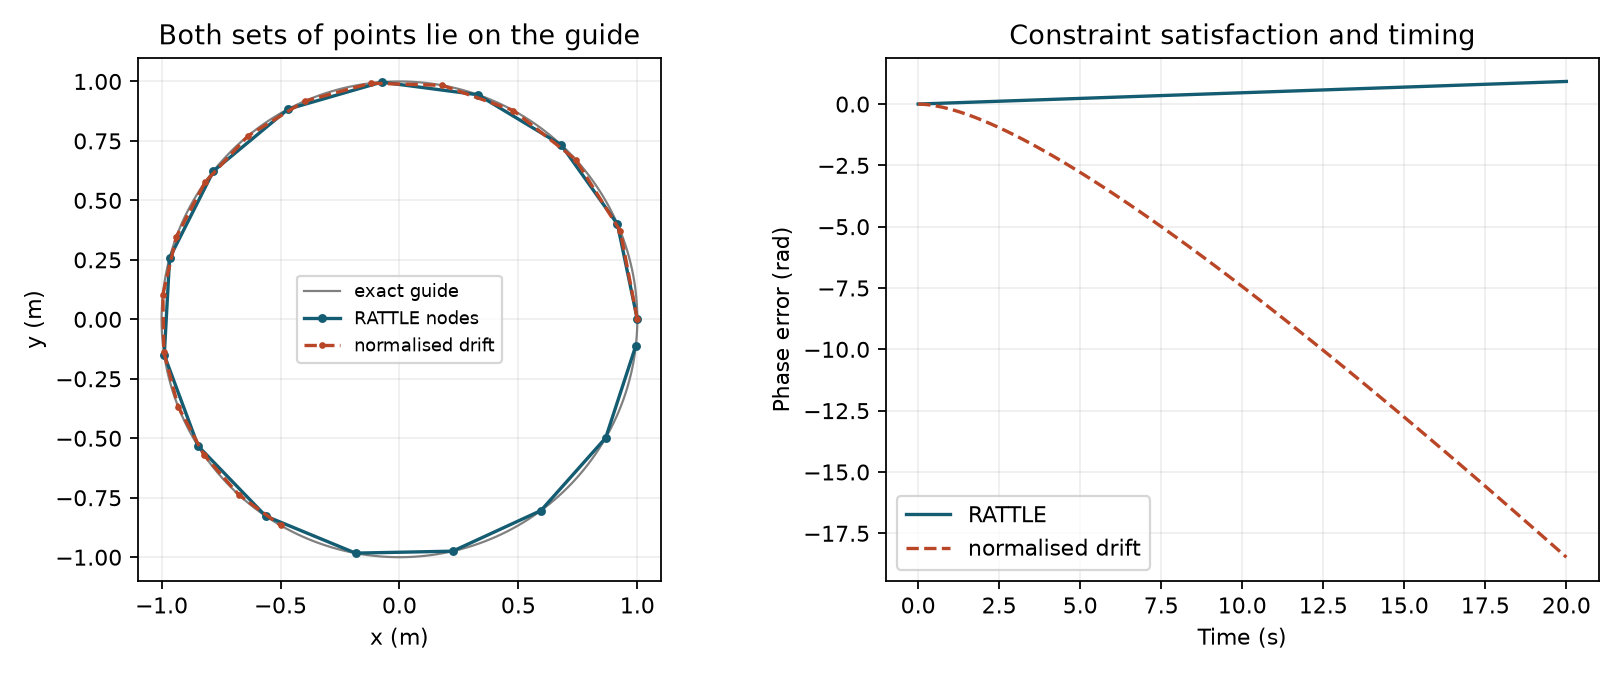 Both sets of points lie on the guide
1.00
0.75
0.50
0.25
0.00
−0.25
−0.50
−0.75
−1.00
y (m)
exact guide
RATTLE nodes
normalised drift
−1.0 −0.5 0.0 0.5 1.0
x (m)
Constraint satisfaction and timing
0.0
−2.5
−5.0
−7.5
−10.0
−12.5
−15.0
−17.5
Phase error (rad)
RATTLE
normalised drift
0.0 2.5 5.0 7.5 10.0 12.5 15.0 17.5 20.0
Time (s)